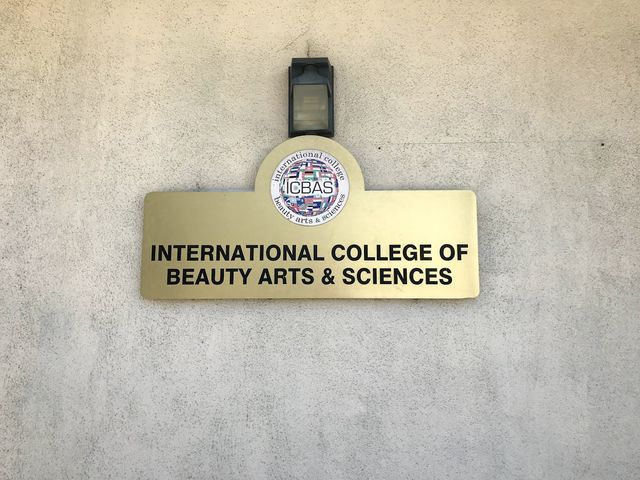 international college
ICBAS
beauty arts & sciences
INTERNATIONAL COLLEGE OF
BEAUTY ARTS & SCIENCES